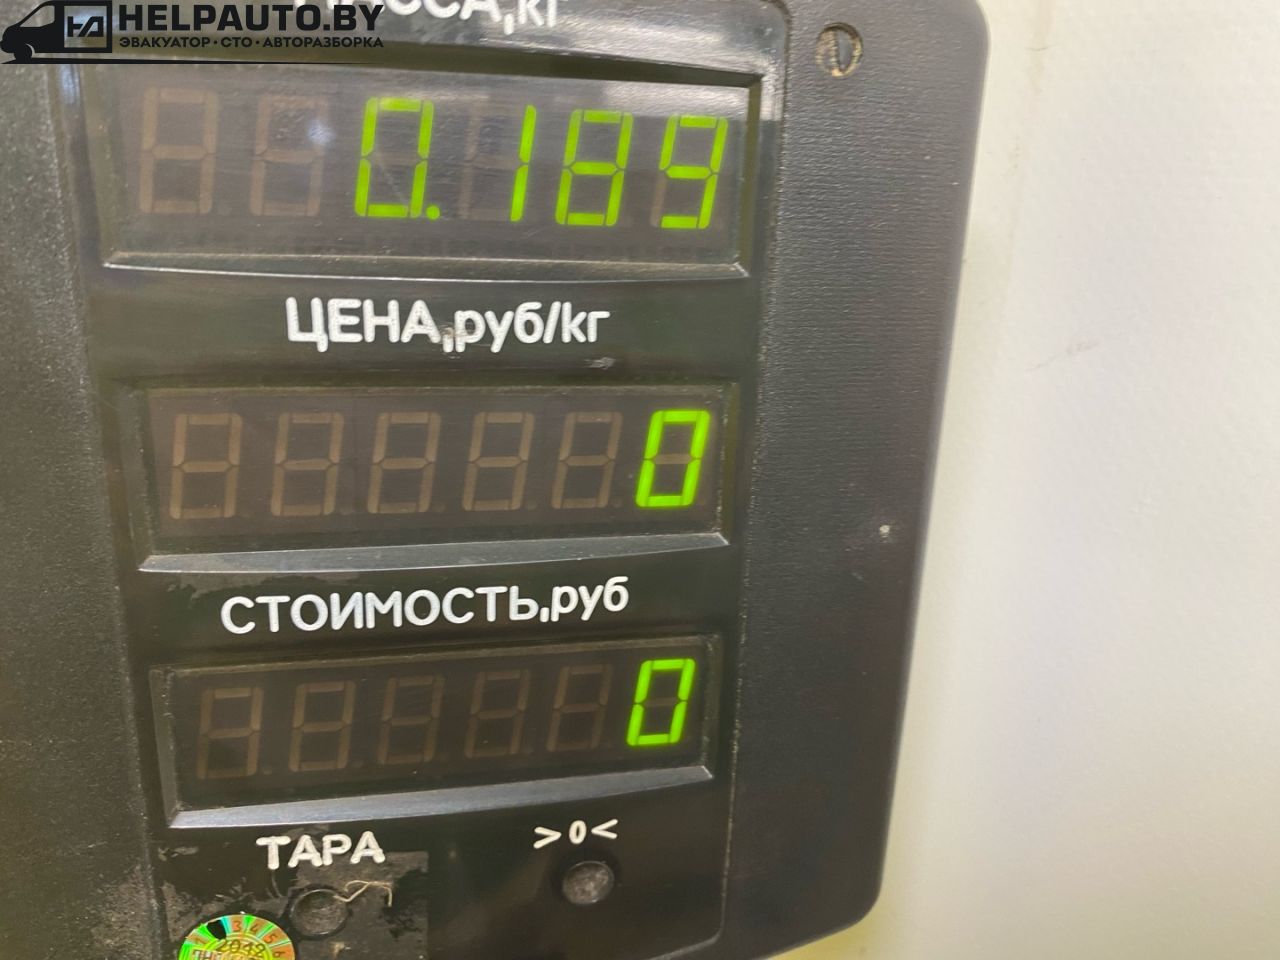 HELPAUTO.BY
ЭВАКУАТОР · СТО · АВТОРАЗБОРКА
0.189
ЦЕНА,руб/кг
0
СТОИМОСТЬ,руб
0
ТАРА
>0<